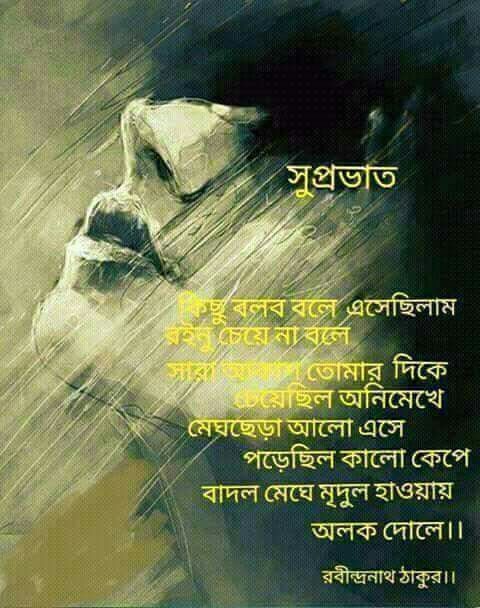 সুপ্রভাত
কিছু বলব বলে এসেছিলাম
রইনু চেয়ে না বলে
সারা আকাশ তোমার দিকে
চেয়েছিল অনিমেখে
মেঘছেড়া আলো এসে
পড়েছিল কালো কেপে
বাদল মেঘে মৃদুল হাওয়ায়
অলক দোলে।।
রবীন্দ্রনাথ ঠাকুর।।